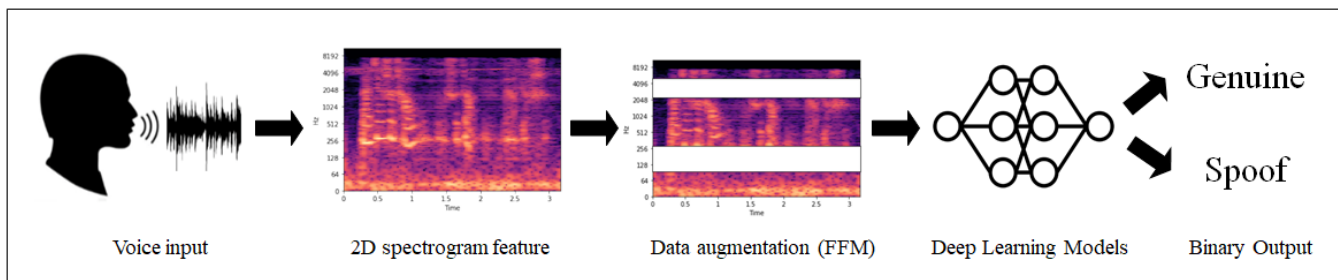 8192
4096
2048
1024
512
256
128
64
0
Hz
0 0.5 1 1.5 2 2.5 3
Time
8192
4096
2048
1024
512
256
128
64
0
Hz
0 0.5 1 1.5 2 2.5 3
Time
Genuine
Spoof
Voice input
2D spectrogram feature
Data augmentation (FFM)
Deep Learning Models
Binary Output